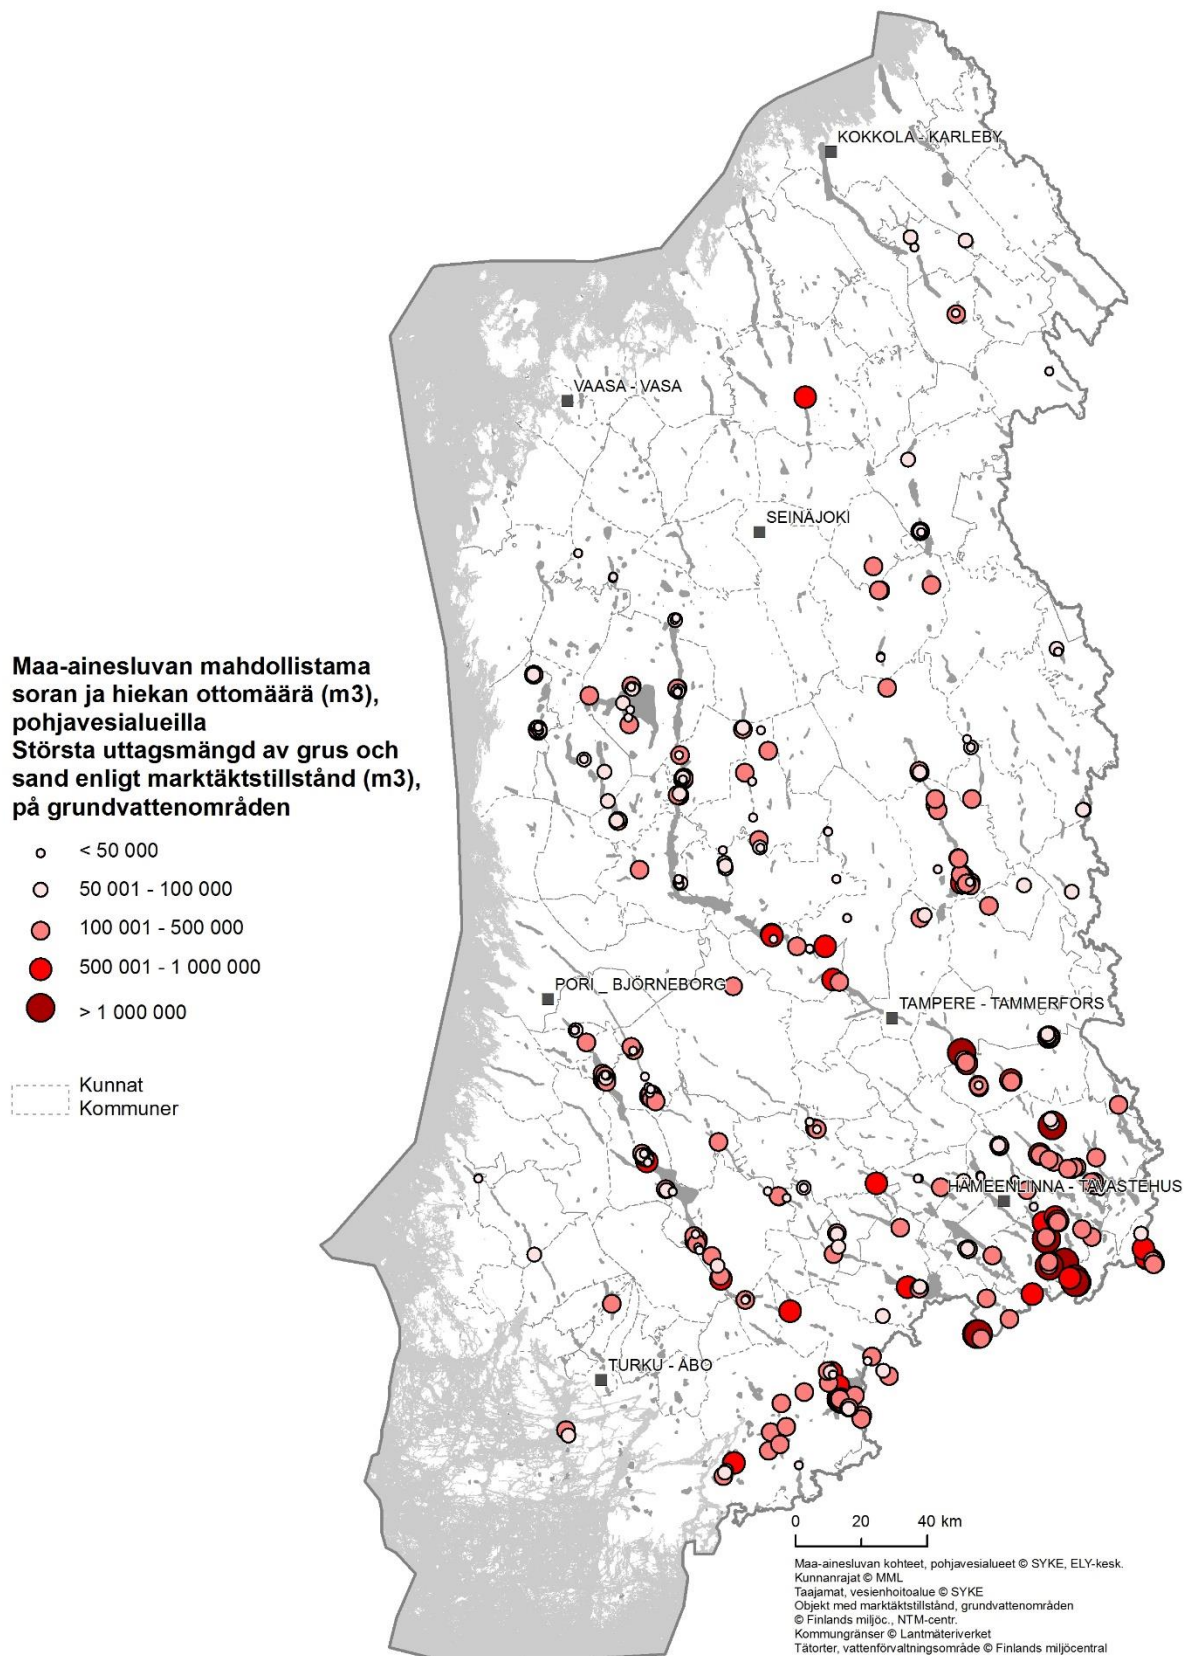 KOKKOLA - KARLEBY
VAASA - VASA
SEINÄJOKI
Maa-ainesluvan mahdollistama
soran ja hiekan ottomäärä (m3),
pohjavesialueilla
Största uttagsmängd av grus och
sand enligt marktäktstillstånd (m3),
på grundvattenområden
< 50 000
50 001 - 100 000
100 001 - 500 000
500 001 - 1 000 000
> 1 000 000
Kunnat
Kommuner
PORI _ BJÖRNEBORG
TAMPERE - TAMMERFORS
HÄMEENLINNA - TAVASTEHUS
TURKU - ÅBO
0 20 40 km
Maa-ainesluvan kohteet, pohjavesialueet © SYKE, ELY-kesk.
Kunnanrajat © MML
Taajamat, vesienhoitoalue © SYKE
Objekt med marktäktstillstånd, grundvattenområden
© Finlands miljöc., NTM-centr.
Kommungränser © Lantmäteriverket
Tätorter, vattenförvaltningsområde © Finlands miljöcentral